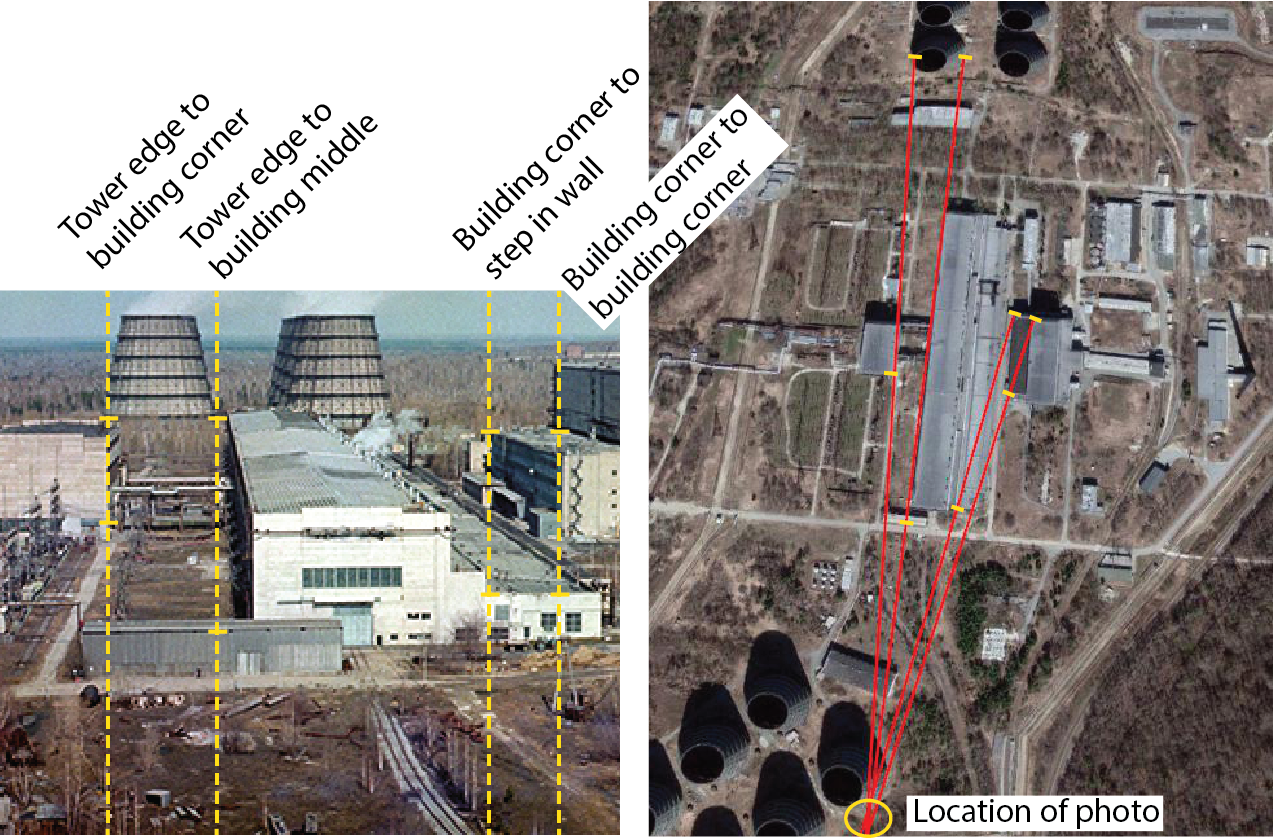 Tower edge to
building corner
Tower edge to
building middle
Building corner to
step in wall
Building corner to
building corner
Location of photo